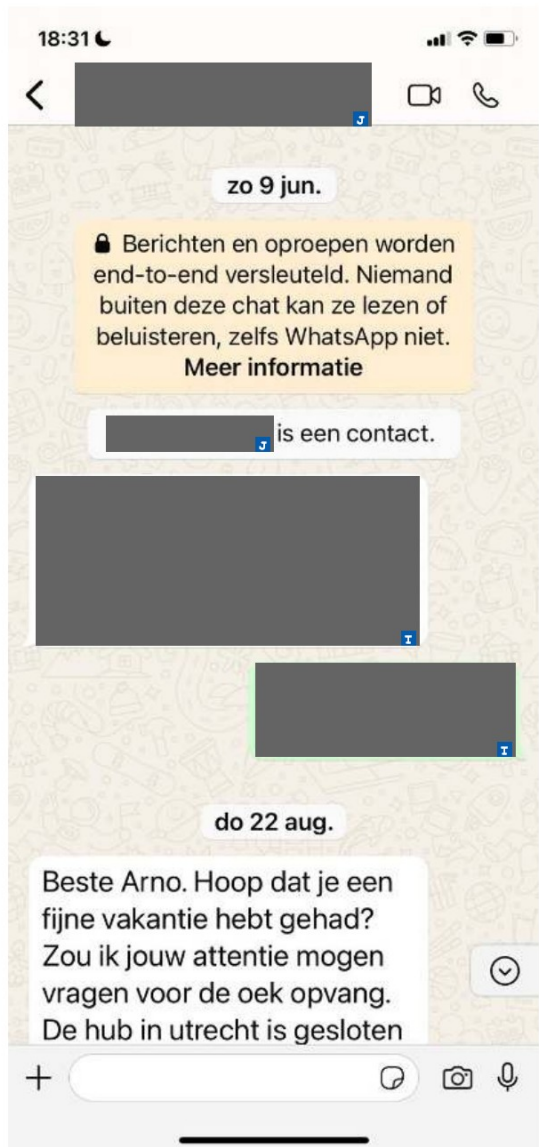 18:31
J
zo 9 jun.
Berichten en oproepen worden
end-to-end versleuteld. Niemand
buiten deze chat kan ze lezen of
beluisteren, zelfs WhatsApp niet.
Meer informatie
J is een contact.
I
I
do 22 aug.
Beste Arno. Hoop dat je een
fijne vakantie hebt gehad?
Zou ik jouw attentie mogen
vragen voor de oek opvang.
De hub in utrecht is gesloten